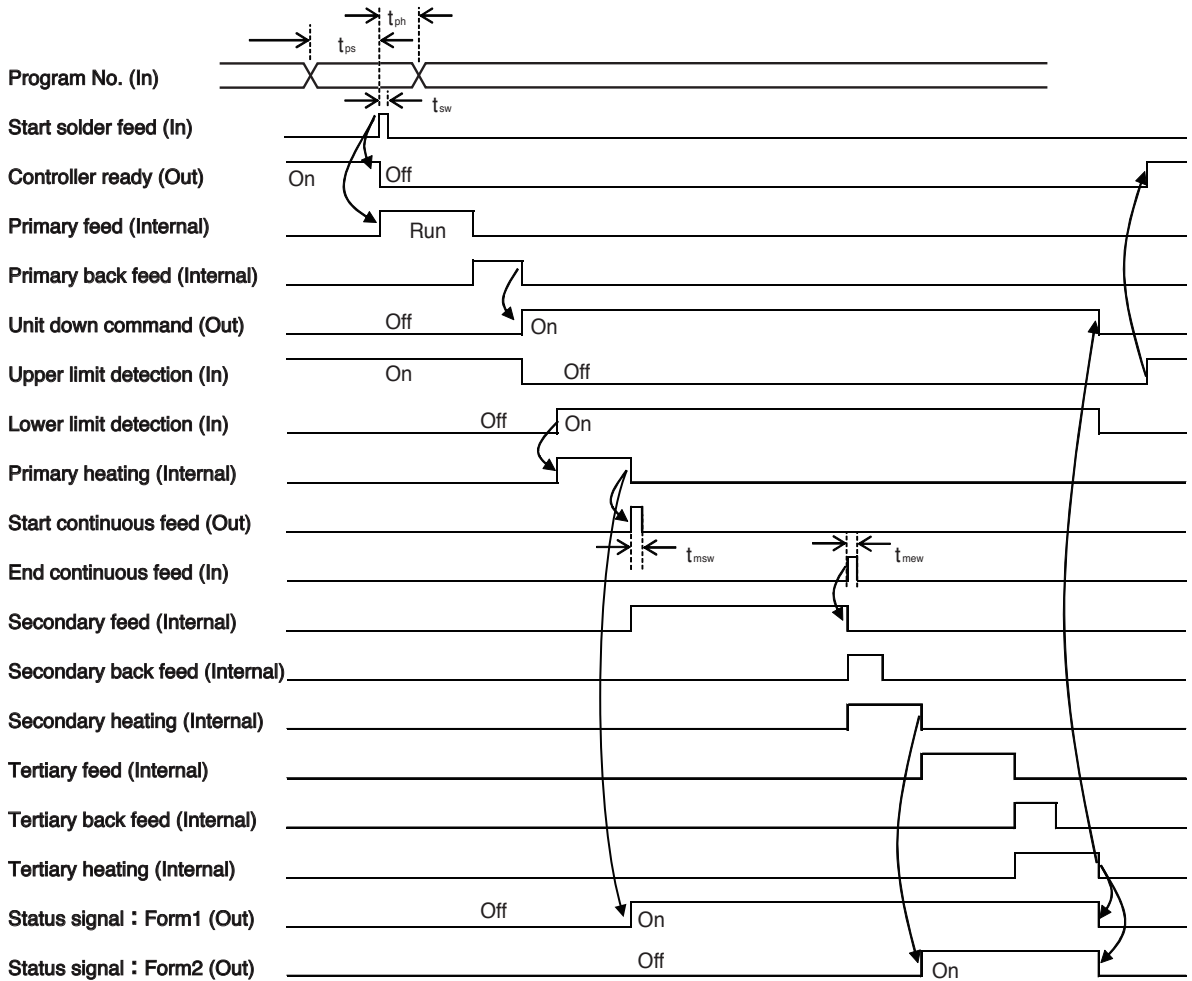 tph
tps
Program No. (In)
tsw
Start solder feed (In)
Controller ready (Out)
On
Off
Primary feed (Internal)
Run
Primary back feed (Internal)
Unit down command (Out)
Off
On
Upper limit detection (In)
On
Off
Lower limit detection (In)
Off
On
Primary heating (Internal)
Start continuous feed (Out)
tmsw
tmew
End continuous feed (In)
Secondary feed (Internal)
Secondary back feed (Internal)
Secondary heating (Internal)
Tertiary feed (Internal)
Tertiary back feed (Internal)
Tertiary heating (Internal)
Status signal：Form1 (Out)
Off
On
Status signal：Form2 (Out)
Off
On